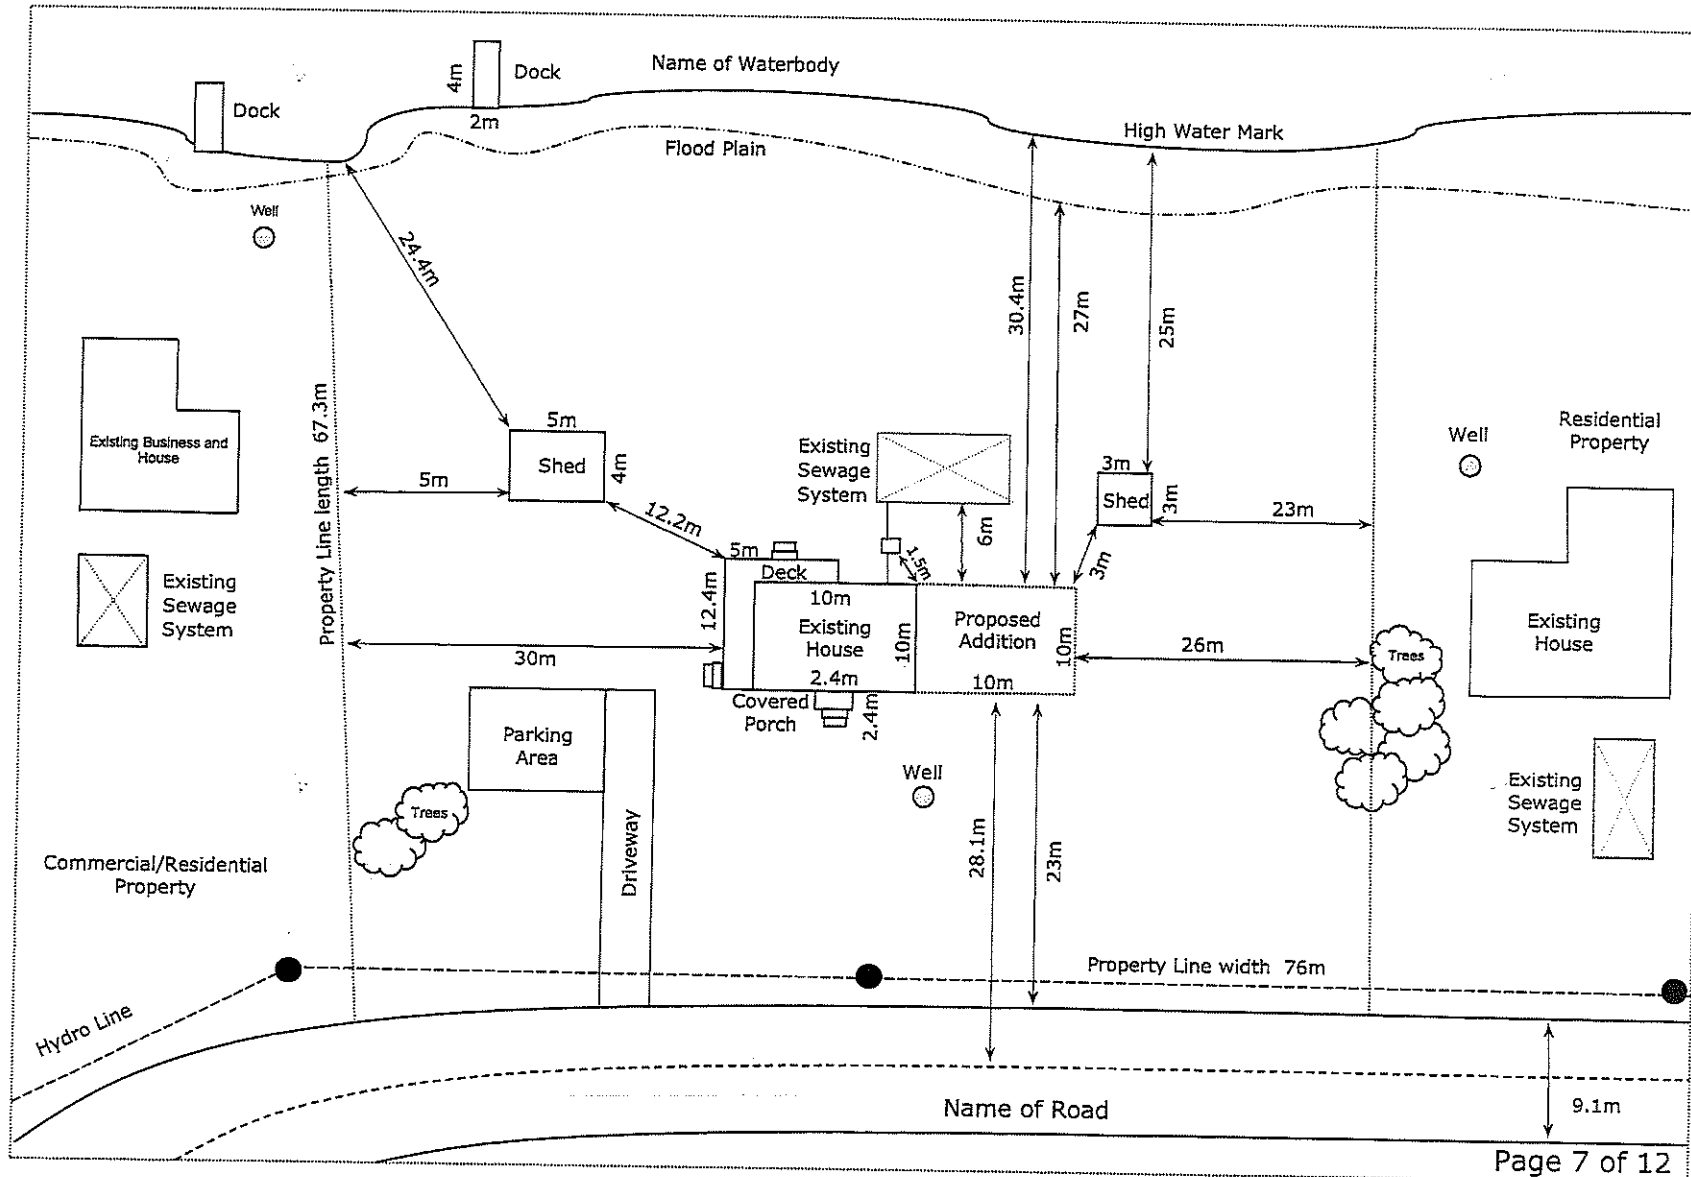 Name of Waterbody
4m
Dock
Dock
2m
High Water Mark
Flood Plain
Well
24.4m
30.4m
27m
25m
Property Line length 67.3m
Existing Business and
House
5m
Shed
4m
5m
Existing
Sewage
System
3m
Shed
3m
Well
Residential
Property
12.2m
6m
23m
1.5m
3m
5m
Deck
12.4m
10m
Existing
House
10m
2.4m
Proposed
Addition
10m
10m
Existing
Sewage
System
30m
26m
Trees
Existing
House
Covered
Porch
2.4m
Parking
Area
Well
Trees
Driveway
28.1m
23m
Existing
Sewage
System
Commercial/Residential
Property
Property Line width 76m
Hydro Line
Name of Road
9.1m
Page 7 of 12